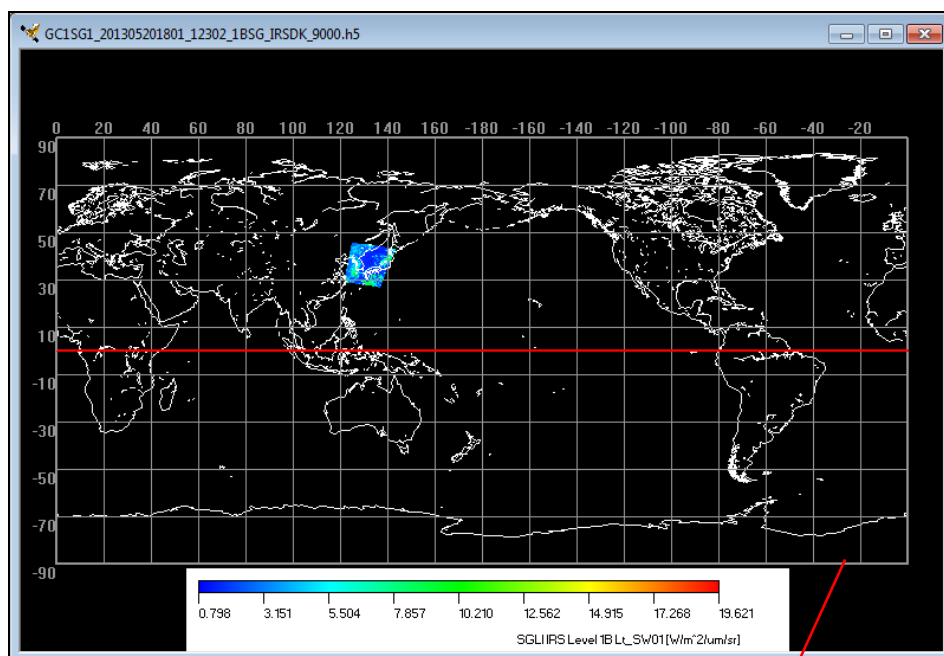 GC1SG1_201305201801_12302_1BSG_IRSDK_9000.h5
0 20 40 60 80 100 120 140 160 180 -160 -140 -120 -100 -80 -60 -40 -20
90
70
50
30
10
-10
-30
-50
-70
-90
0.798 3.151 5.504 7.857 10.210 12.562 14.915 17.268 19.621
SGLI IRS Level 1B Lt_SW01 [W/m^2/um/sr]